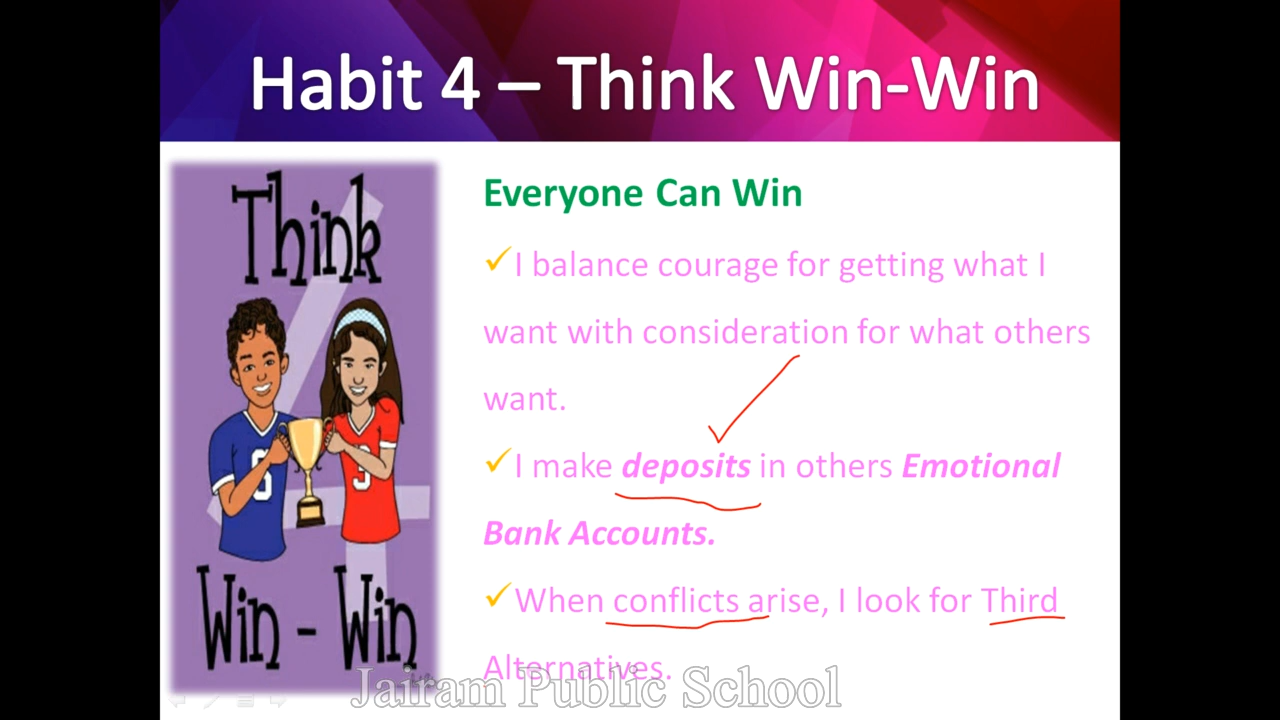 Habit 4 – Think Win-Win
Think
Win - Win
Everyone Can Win
✓I balance courage for getting what I
want with consideration for what others
want.
✓I make deposits in others Emotional
Bank Accounts.
✓When conflicts arise, I look for Third
Alternatives.
Jairam Public School